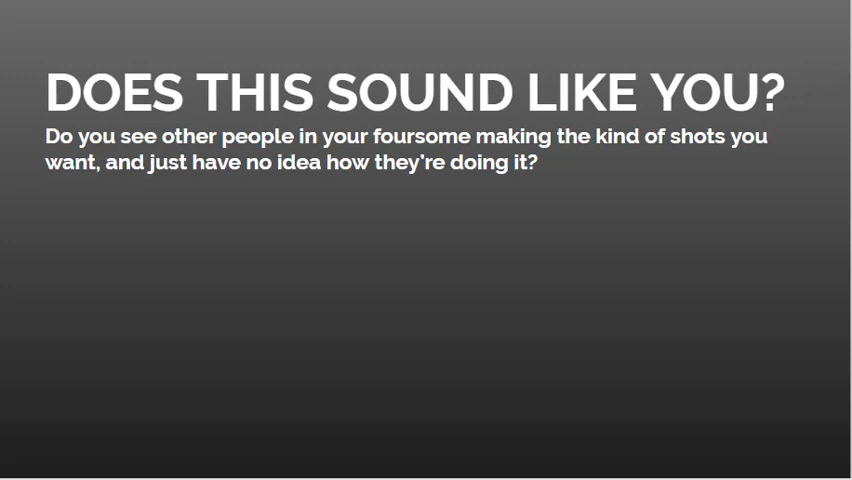 DOES THIS SOUND LIKE YOU?
Do you see other people in your foursome making the kind of shots you
want, and just have no idea how they’re doing it?